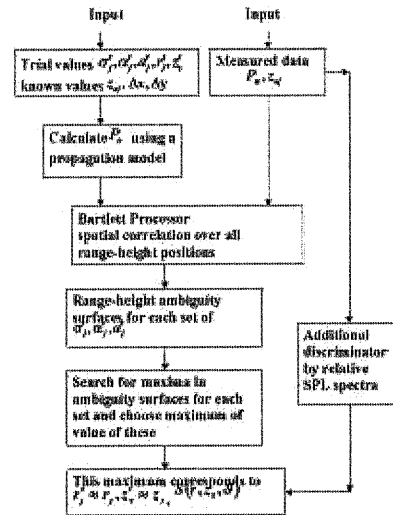 Input
Input
Trial values
known values
Measured data
Calculate P using a
propagation model
Bartlett Processor
spatial correlation over all
range-height positions
Range-height ambiguity
surfaces for each set of
Additional
discriminator
by relative
SPL spectra
Search for maxima in
ambiguity surfaces for each
set and choose maximum of
value of these
This maximum corresponds to